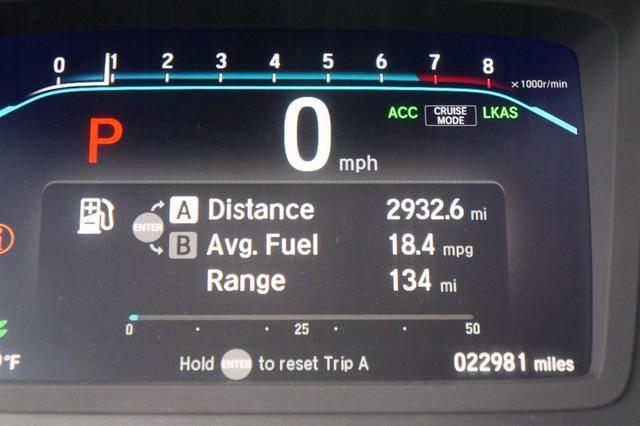 0 1 2 3 4 5 6 7 8
×1000r/min
P 0 mph ACC CRUISE MODE LKAS
A Distance 2932.6 mi
ENTER
B Avg. Fuel 18.4 mpg
Range 134 mi
0 25 50
Hold ENTER to reset Trip A
°F 022981 miles